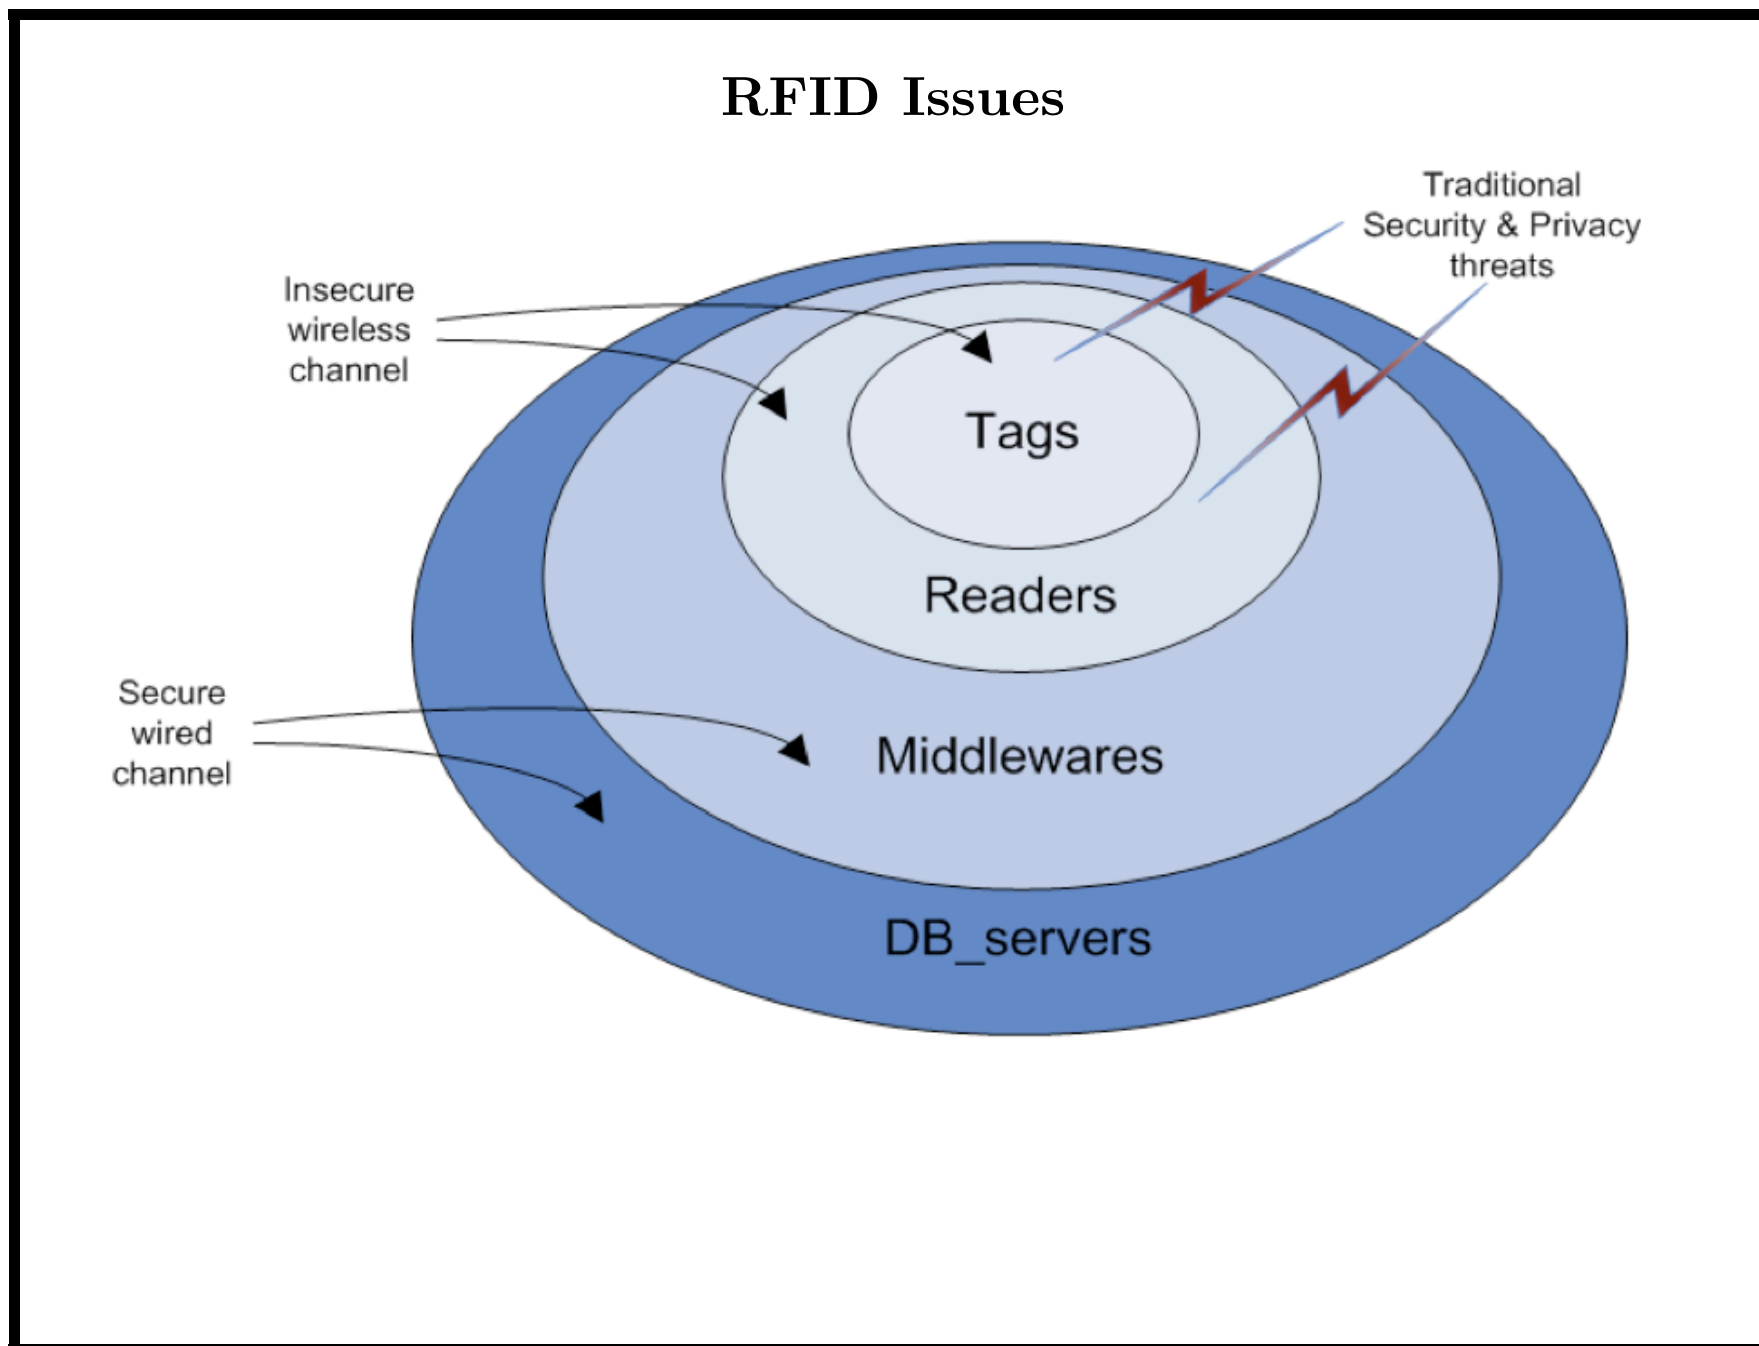 RFID Issues
Traditional
Security & Privacy
threats
Insecure
wireless
channel
Tags
Readers
Secure
wired
channel
Middlewares
DB_servers